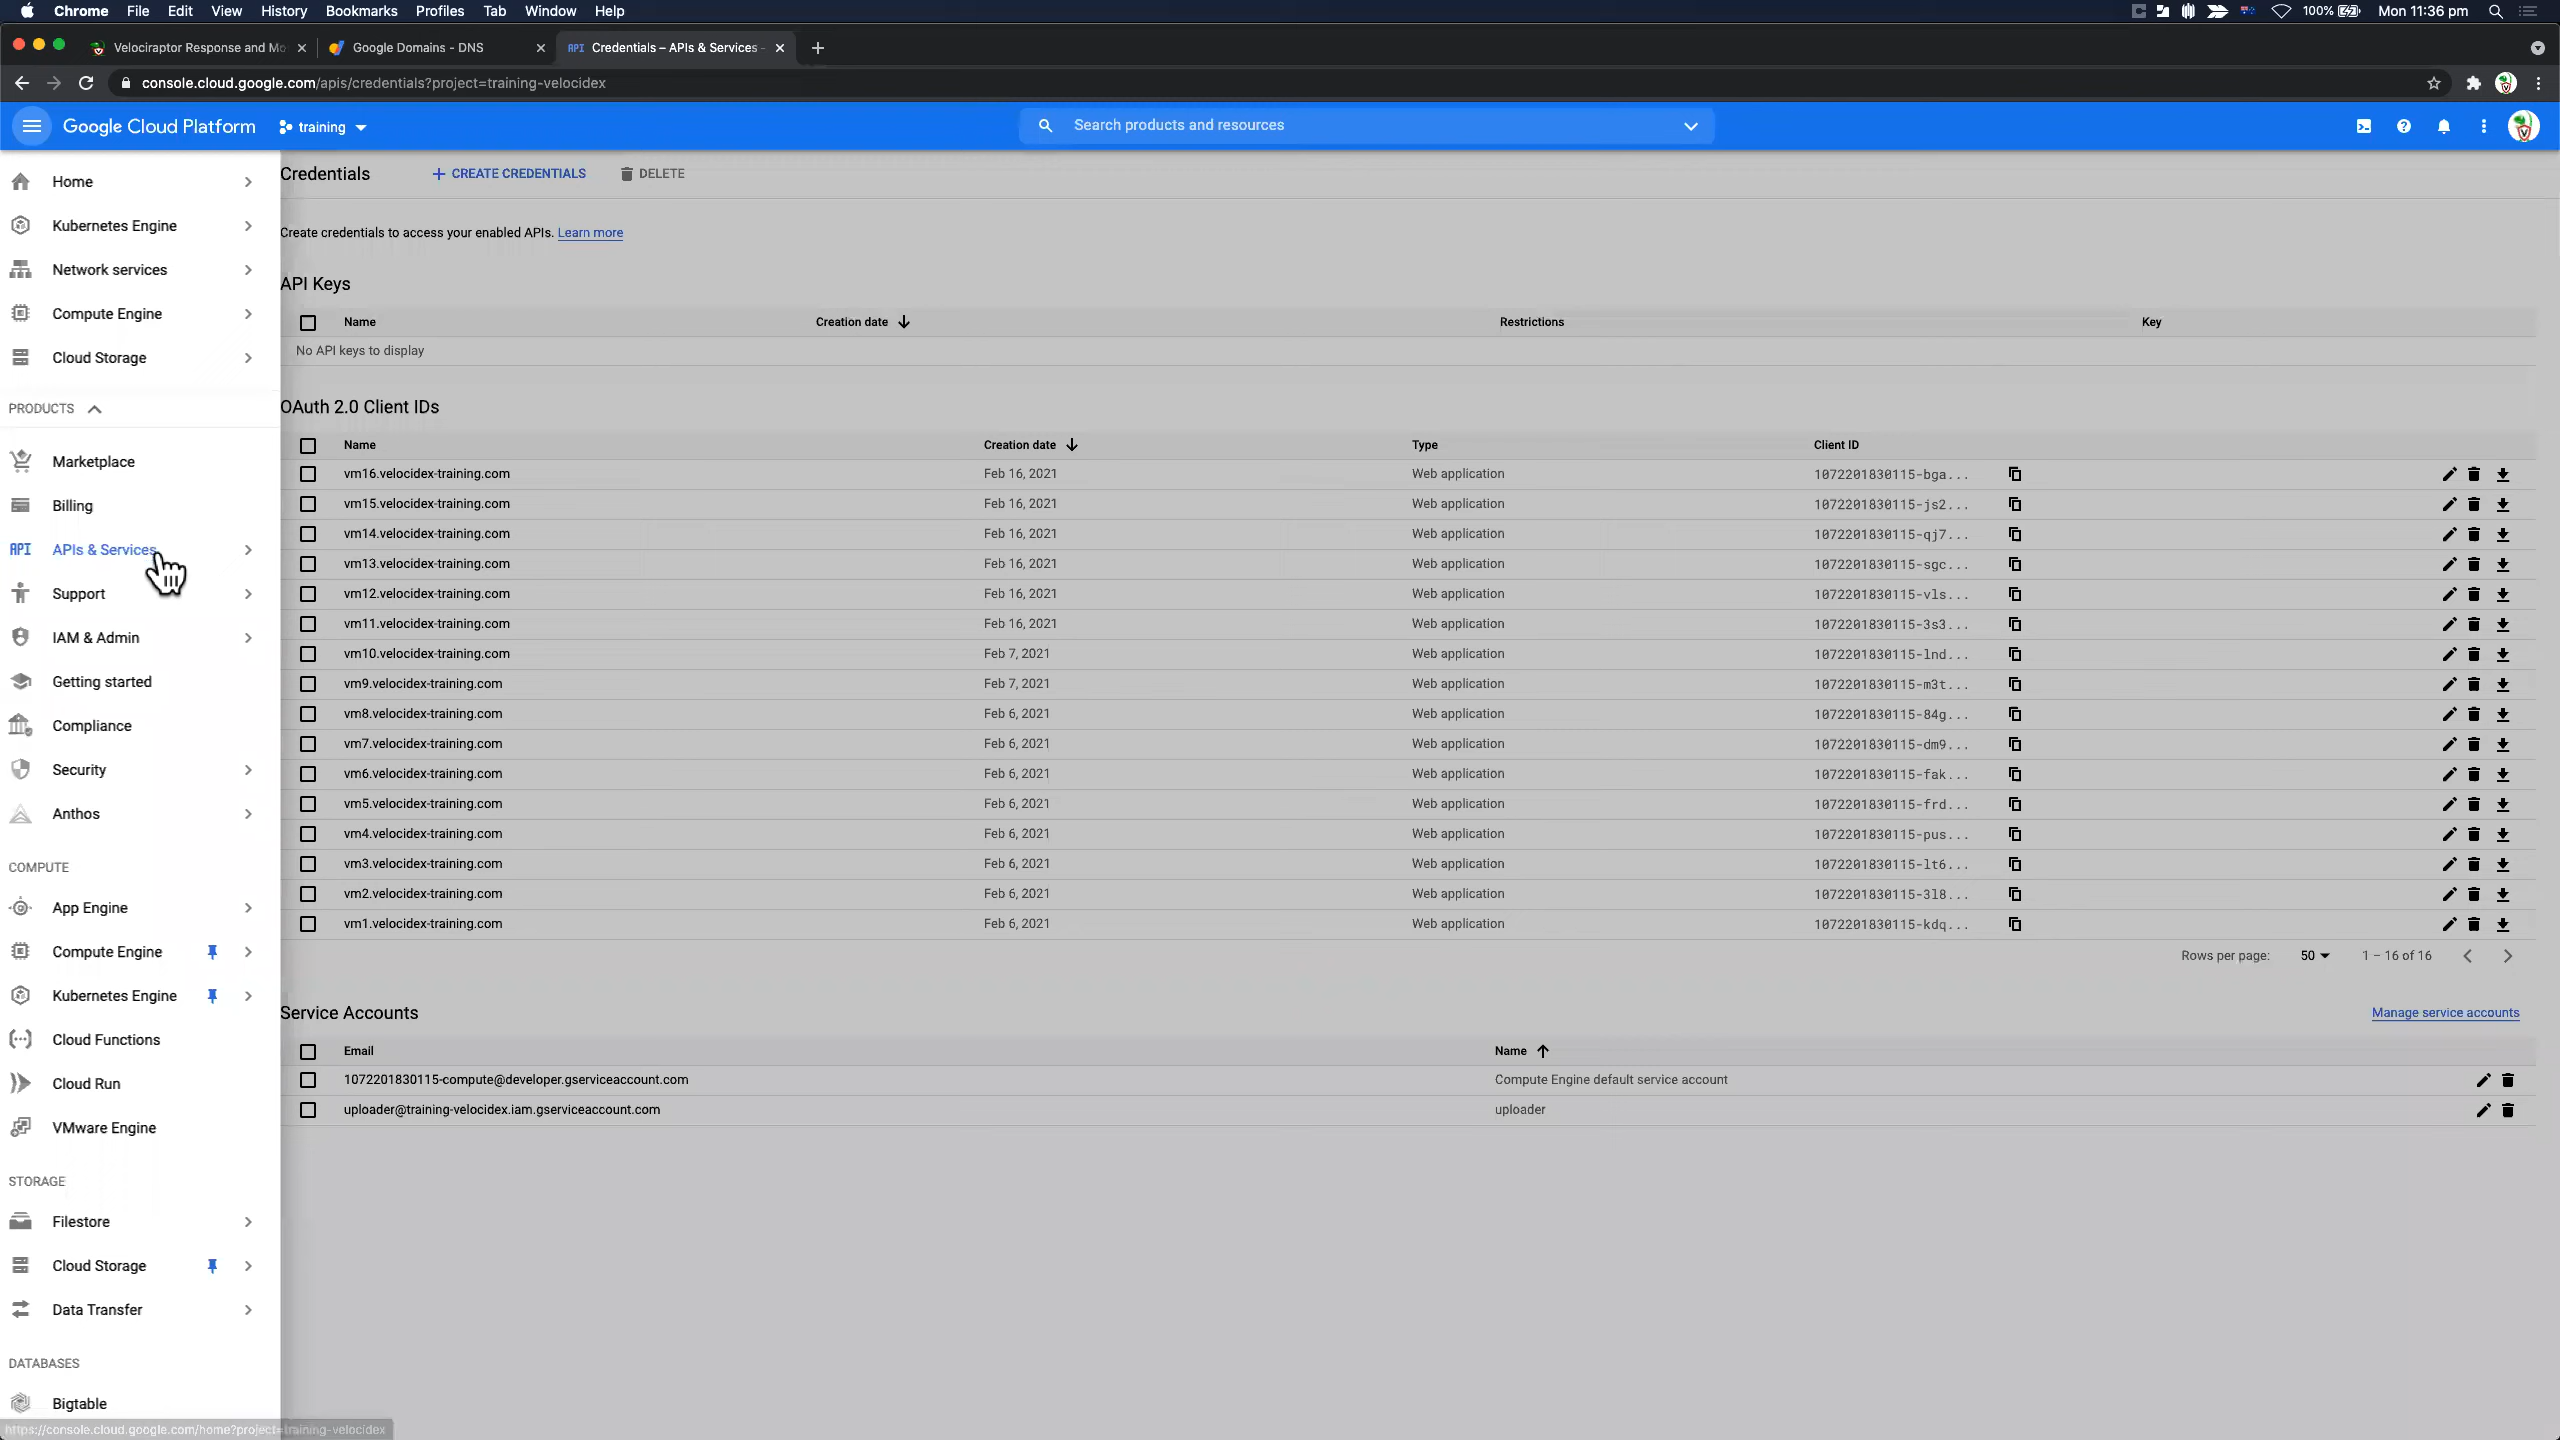 Chrome File Edit View History Bookmarks Profiles Tab Window Help 100% Mon 11:36 pm
Velociraptor Response and Mo Google Domains - DNS API Credentials – APIs & Services -
console.cloud.google.com/apis/credentials?project=training-velocidex
Google Cloud Platform training Search products and resources
Home
Kubernetes Engine
Network services
Compute Engine
Cloud Storage
PRODUCTS
Marketplace
Billing
API APIs & Services
Support
IAM & Admin
Getting started
Compliance
Security
Anthos
COMPUTE
App Engine
Compute Engine
Kubernetes Engine
Cloud Functions
Cloud Run
VMware Engine
STORAGE
Filestore
Cloud Storage
Data Transfer
DATABASES
Bigtable
https://console.cloud.google.com/home?project=training-velocidex
Credentials + CREATE CREDENTIALS DELETE
Create credentials to access your enabled APIs. Learn more
API Keys
Name Creation date Restrictions Key
No API keys to display
OAuth 2.0 Client IDs
Name Creation date Type Client ID
vm16.velocidex-training.com Feb 16, 2021 Web application 1072201830115-bga...
vm15.velocidex-training.com Feb 16, 2021 Web application 1072201830115-js2...
vm14.velocidex-training.com Feb 16, 2021 Web application 1072201830115-qj7...
vm13.velocidex-training.com Feb 16, 2021 Web application 1072201830115-sgc...
vm12.velocidex-training.com Feb 16, 2021 Web application 1072201830115-vls...
vm11.velocidex-training.com Feb 16, 2021 Web application 1072201830115-3s3...
vm10.velocidex-training.com Feb 7, 2021 Web application 1072201830115-lnd...
vm9.velocidex-training.com Feb 7, 2021 Web application 1072201830115-m3t...
vm8.velocidex-training.com Feb 6, 2021 Web application 1072201830115-84g...
vm7.velocidex-training.com Feb 6, 2021 Web application 1072201830115-dm9...
vm6.velocidex-training.com Feb 6, 2021 Web application 1072201830115-fak...
vm5.velocidex-training.com Feb 6, 2021 Web application 1072201830115-frd...
vm4.velocidex-training.com Feb 6, 2021 Web application 1072201830115-pus...
vm3.velocidex-training.com Feb 6, 2021 Web application 1072201830115-lt6...
vm2.velocidex-training.com Feb 6, 2021 Web application 1072201830115-3l8...
vm1.velocidex-training.com Feb 6, 2021 Web application 1072201830115-kdq...
Rows per page: 50 1 – 16 of 16
Service Accounts Manage service accounts
Email Name
1072201830115-compute@developer.gserviceaccount.com Compute Engine default service account
uploader@training-velocidex.iam.gserviceaccount.com uploader